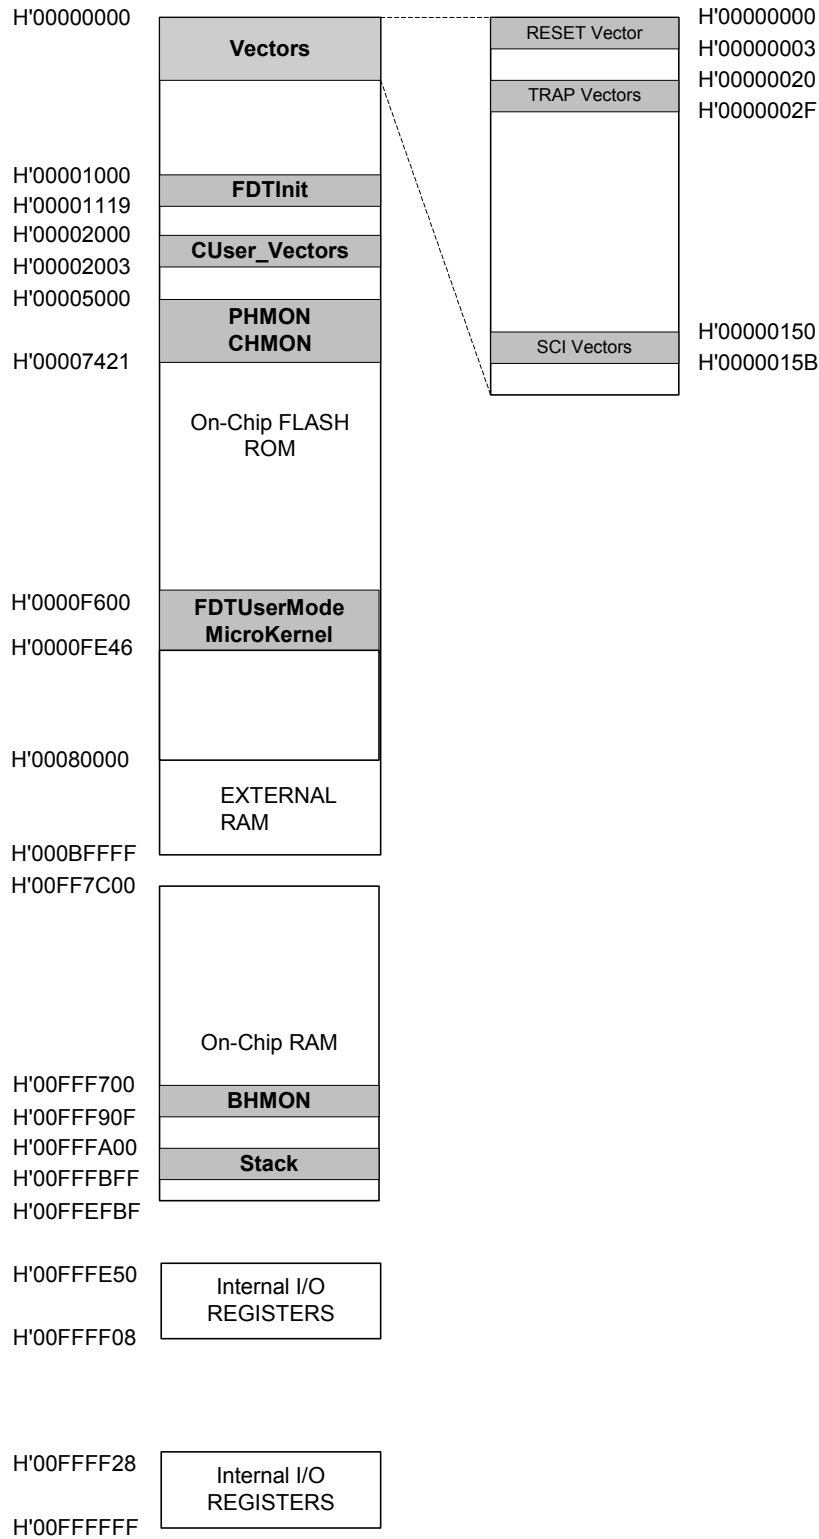 H'00000000
Vectors
H'00001000
FDTInit
H'00001119
H'00002000
CUser_Vectors
H'00002003
H'00005000
PHMON
CHMON
H'00007421
On-Chip FLASH
ROM
H'0000F600
FDTUserMode
MicroKernel
H'0000FE46
H'00080000
EXTERNAL
RAM
H'000BFFFF
H'00FF7C00
On-Chip RAM
H'00FFF700
BHMON
H'00FFF90F
H'00FFFA00
Stack
H'00FFFBFF
H'00FFEFBF
H'00FFFE50
Internal I/O
REGISTERS
H'00FFFF08
H'00FFFF28
Internal I/O
REGISTERS
H'00FFFFFF
H'00000000
RESET Vector
H'00000003
H'00000020
TRAP Vectors
H'0000002F
H'00000150
SCI Vectors
H'0000015B